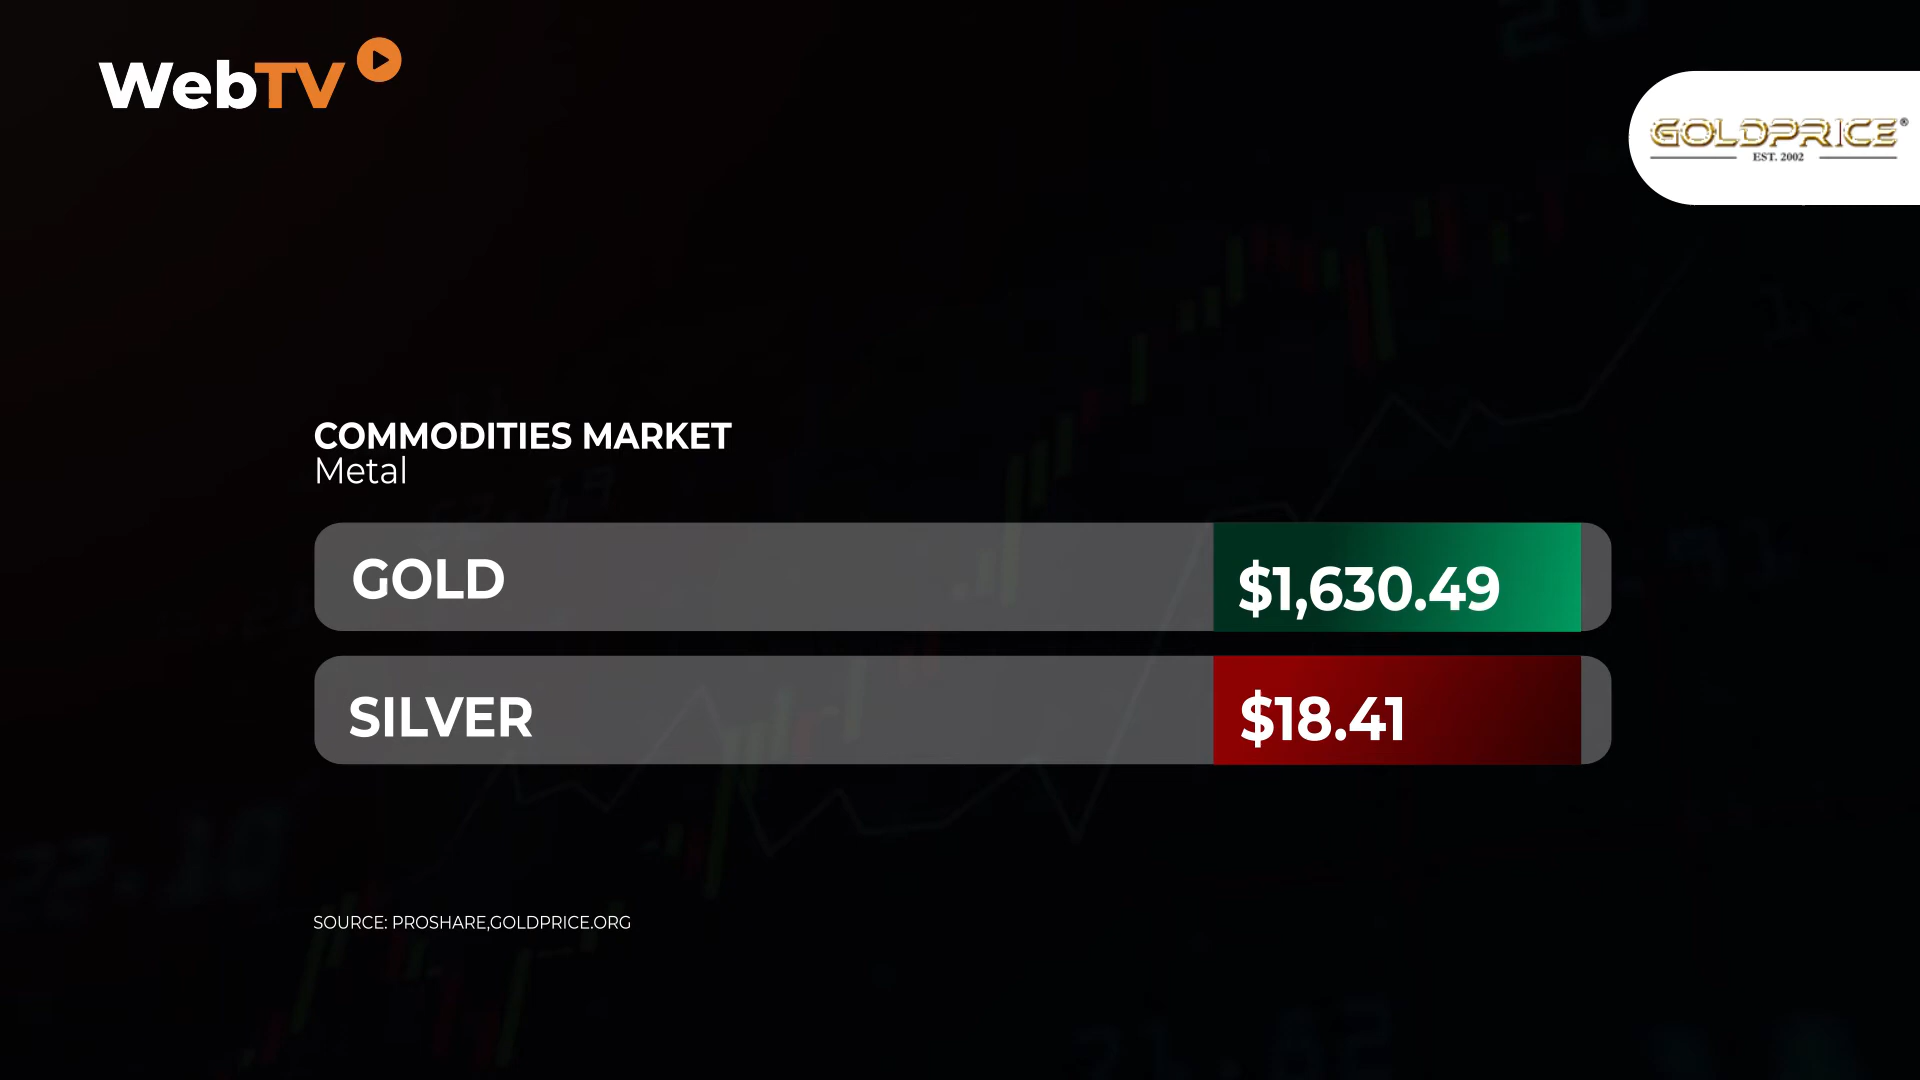 WebTV
GOLDPRICE®
EST. 2002
COMMODITIES MARKET
Metal
GOLD
$1,630.49
SILVER
$18.41
SOURCE: PROSHARE,GOLDPRICE.ORG